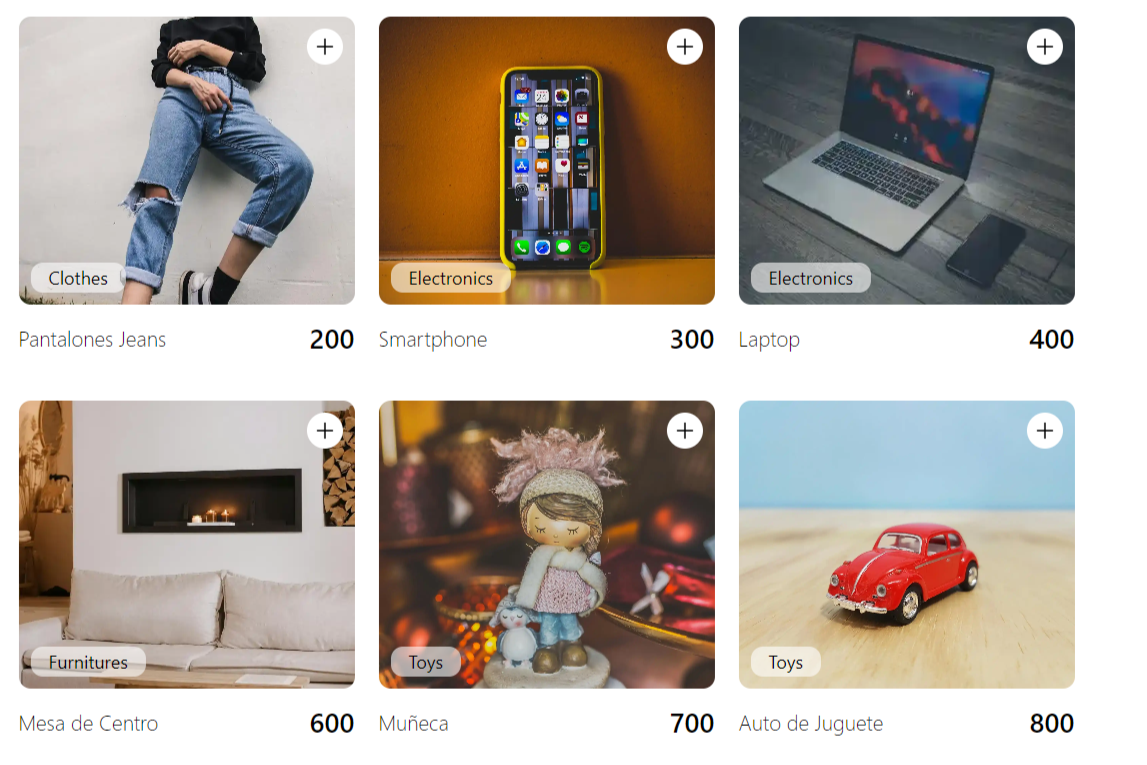 Clothes
Electronics
Electronics
Pantalones Jeans 200
Smartphone 300
Laptop 400
Furnitures
Toys
Toys
Mesa de Centro 600
Muñeca 700
Auto de Juguete 800